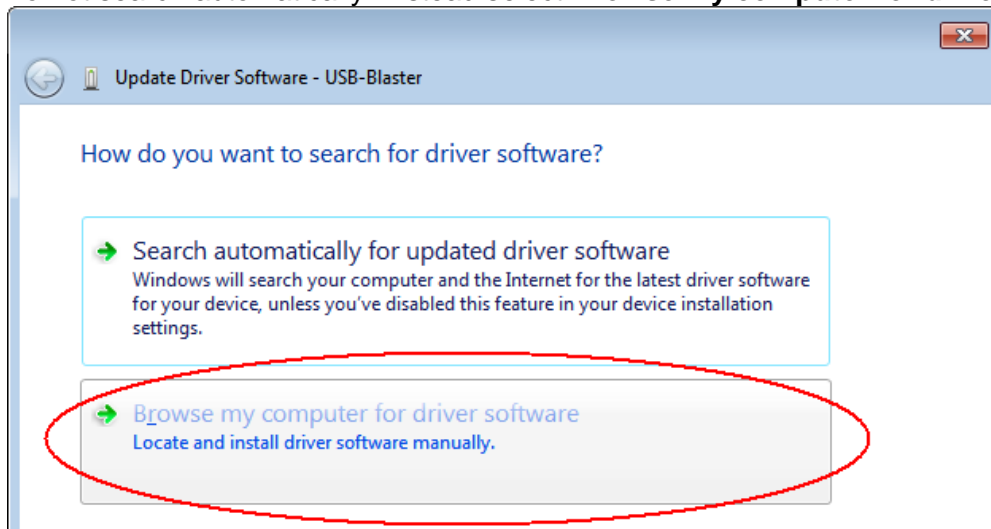 Update Driver Software - USB-Blaster
How do you want to search for driver software?
Search automatically for updated driver software
Windows will search your computer and the Internet for the latest driver software
for your device, unless you've disabled this feature in your device installation
settings.
Browse my computer for driver software
Locate and install driver software manually.